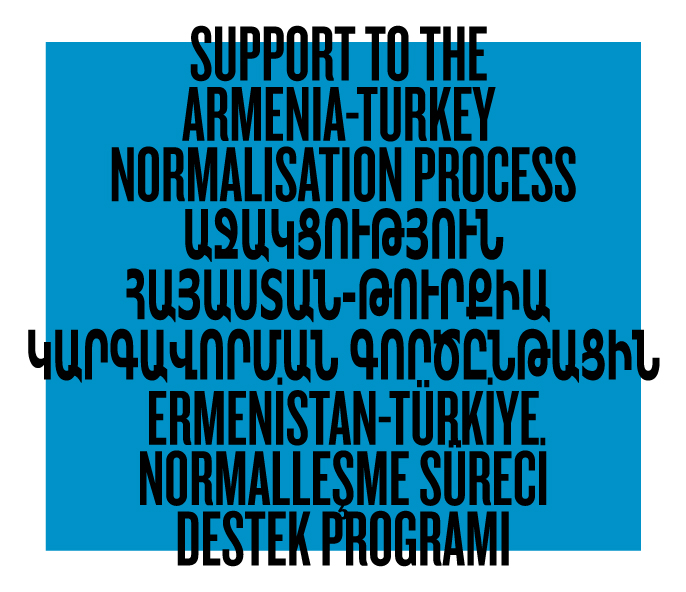 SUPPORT TO THE
ARMENIA-TURKEY
NORMALISATION PROCESS
ԱՋԱԿՑՈՒԹՅՈՒՆ
ՀԱՅԱՍՏԱՆ-ԹՈՒՐՔԻԱ
ԿԱՐԳԱՎՈՐՄԱՆ ԳՈՐԾԸՆԹԱՑԻՆ
ERMENİSTAN-TÜRKİYE
NORMALLEŞME SÜRECİ
DESTEK PROGRAMI